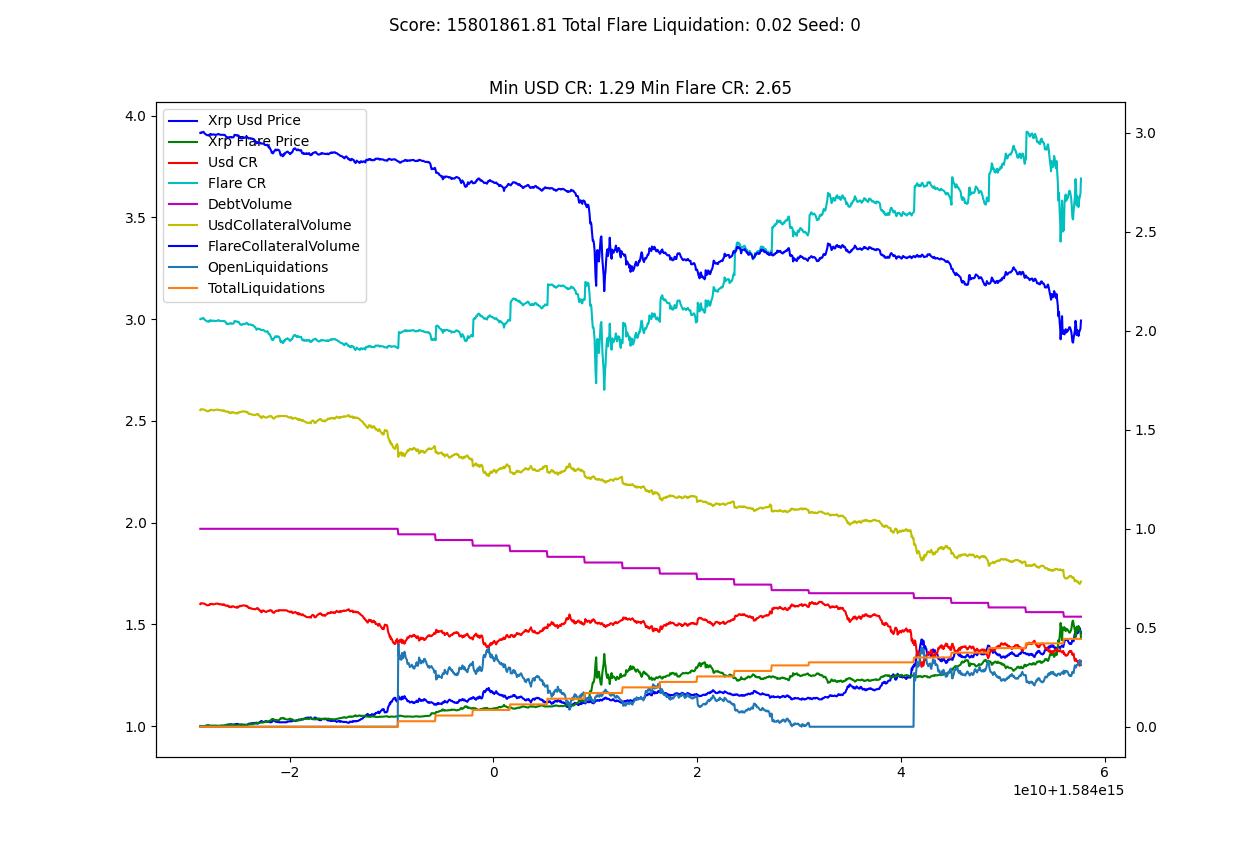 Score: 15801861.81 Total Flare Liquidation: 0.02 Seed: 0
Min USD CR: 1.29 Min Flare CR: 2.65
Xrp Usd Price
Xrp Flare Price
Usd CR
Flare CR
DebtVolume
UsdCollateralVolume
FlareCollateralVolume
OpenLiquidations
TotalLiquidations
4.0
3.5
3.0
2.5
2.0
1.5
1.0
3.0
2.5
2.0
1.5
1.0
0.5
0.0
−2 0 2 4 6
1e10+1.584e15